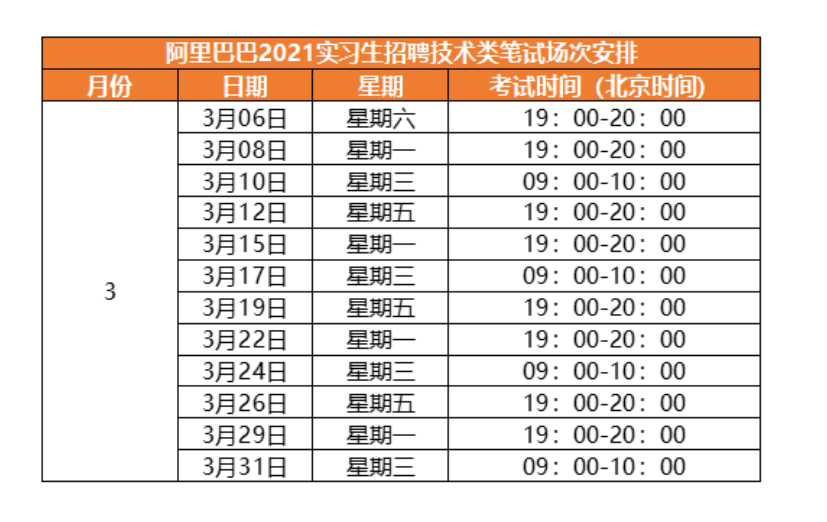 阿里巴巴2021实习生招聘技术类笔试场次安排
月份 日期 星期 考试时间（北京时间)
3月06日 星期六 19：00-20：00
3月08日 星期一 19：00-20：00
3月10日 星期三 09：00-10：00
3月12日 星期五 19：00-20：00
3月15日 星期一 19：00-20：00
3 3月17日 星期三 09：00-10：00
3月19日 星期五 19：00-20：00
3月22日 星期一 19：00-20：00
3月24日 星期三 09：00-10：00
3月26日 星期五 19：00-20：00
3月29日 星期一 19：00-20：00
3月31日 星期三 09：00-10：00